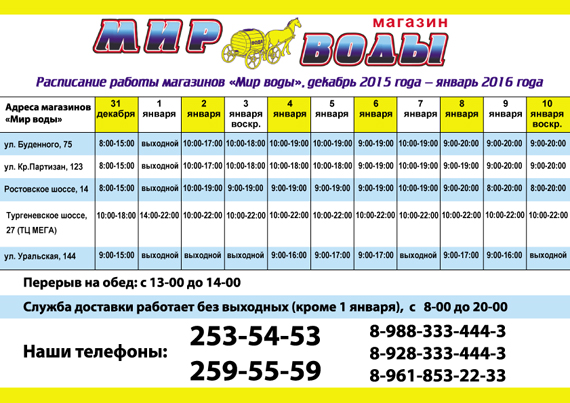 магазин
МИР ВОДЫ
Расписание работы магазинов «Мир воды», декабрь 2015 года – январь 2016 года
Адреса магазинов «Мир воды» 31 декабря 1 января 2 января 3 января воскр. 4 января 5 января 6 января 7 января 8 января 9 января 10 января воскр.
ул. Буденного, 75 8:00-15:00 выходной 10:00-17:00 10:00-18:00 10:00-18:00 10:00-19:00 10:00-19:00 10:00-19:00 9:00-20:00 9:00-20:00 9:00-20:00
ул. Кр.Партизан, 123 8:00-15:00 выходной 10:00-17:00 10:00-18:00 10:00-19:00 10:00-19:00 10:00-19:00 10:00-19:00 9:00-20:00 9:00-20:00 9:00-20:00
Ростовское шоссе, 14 8:00-15:00 выходной 10:00-19:00 9:00-19:00 9:00-19:00 9:00-19:00 9:00-19:00 9:00-19:00 8:00-20:00 8:00-20:00 8:00-20:00
Тургеневское шоссе, 27 (ТЦ МЕГА) 10:00-18:00 14:00-22:00 10:00-22:00 10:00-22:00 10:00-22:00 10:00-22:00 10:00-22:00 10:00-22:00 10:00-22:00 10:00-22:00 10:00-22:00
ул. Уральская, 144 9:00-15:00 выходной выходной выходной 9:00-16:00 9:00-17:00 9:00-17:00 выходной 9:00-17:00 9:00-16:00 выходной
Перерыв на обед: с 13-00 до 14-00
Служба доставки работает без выходных (кроме 1 января), с 8-00 до 20-00
Наши телефоны:
253-54-53
259-55-59
8-988-333-444-3
8-928-333-444-3
8-961-853-22-33